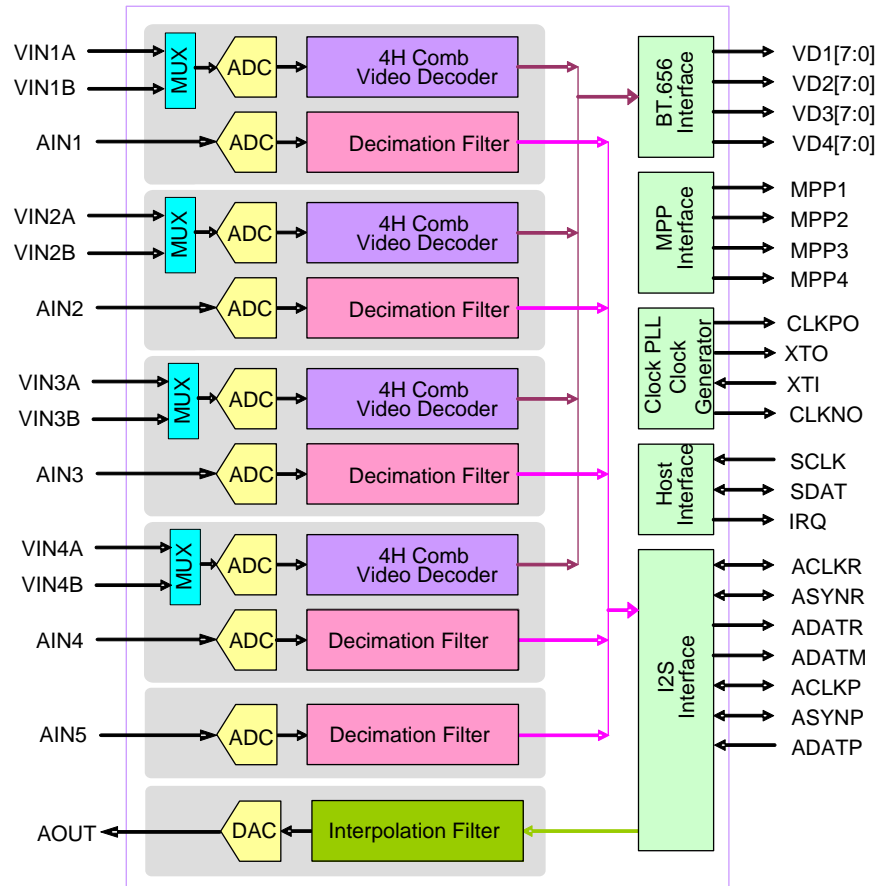 VIN1A
VIN1B
MUX
ADC
4H Comb
Video Decoder
AIN1
ADC
Decimation Filter
VIN2A
VIN2B
MUX
ADC
4H Comb
Video Decoder
AIN2
ADC
Decimation Filter
VIN3A
VIN3B
MUX
ADC
4H Comb
Video Decoder
AIN3
ADC
Decimation Filter
VIN4A
VIN4B
MUX
ADC
4H Comb
Video Decoder
AIN4
ADC
Decimation Filter
AIN5
ADC
Decimation Filter
AOUT
DAC
Interpolation Filter
BT.656
Interface
VD1[7:0]
VD2[7:0]
VD3[7:0]
VD4[7:0]
MPP
Interface
MPP1
MPP2
MPP3
MPP4
Clock PLL
Clock
Generator
CLKPO
XTO
XTI
CLKNO
Host
Interface
SCLK
SDAT
IRQ
I2S
Interface
ACLKR
ASYNR
ADATR
ADATM
ACLKP
ASYNP
ADATP